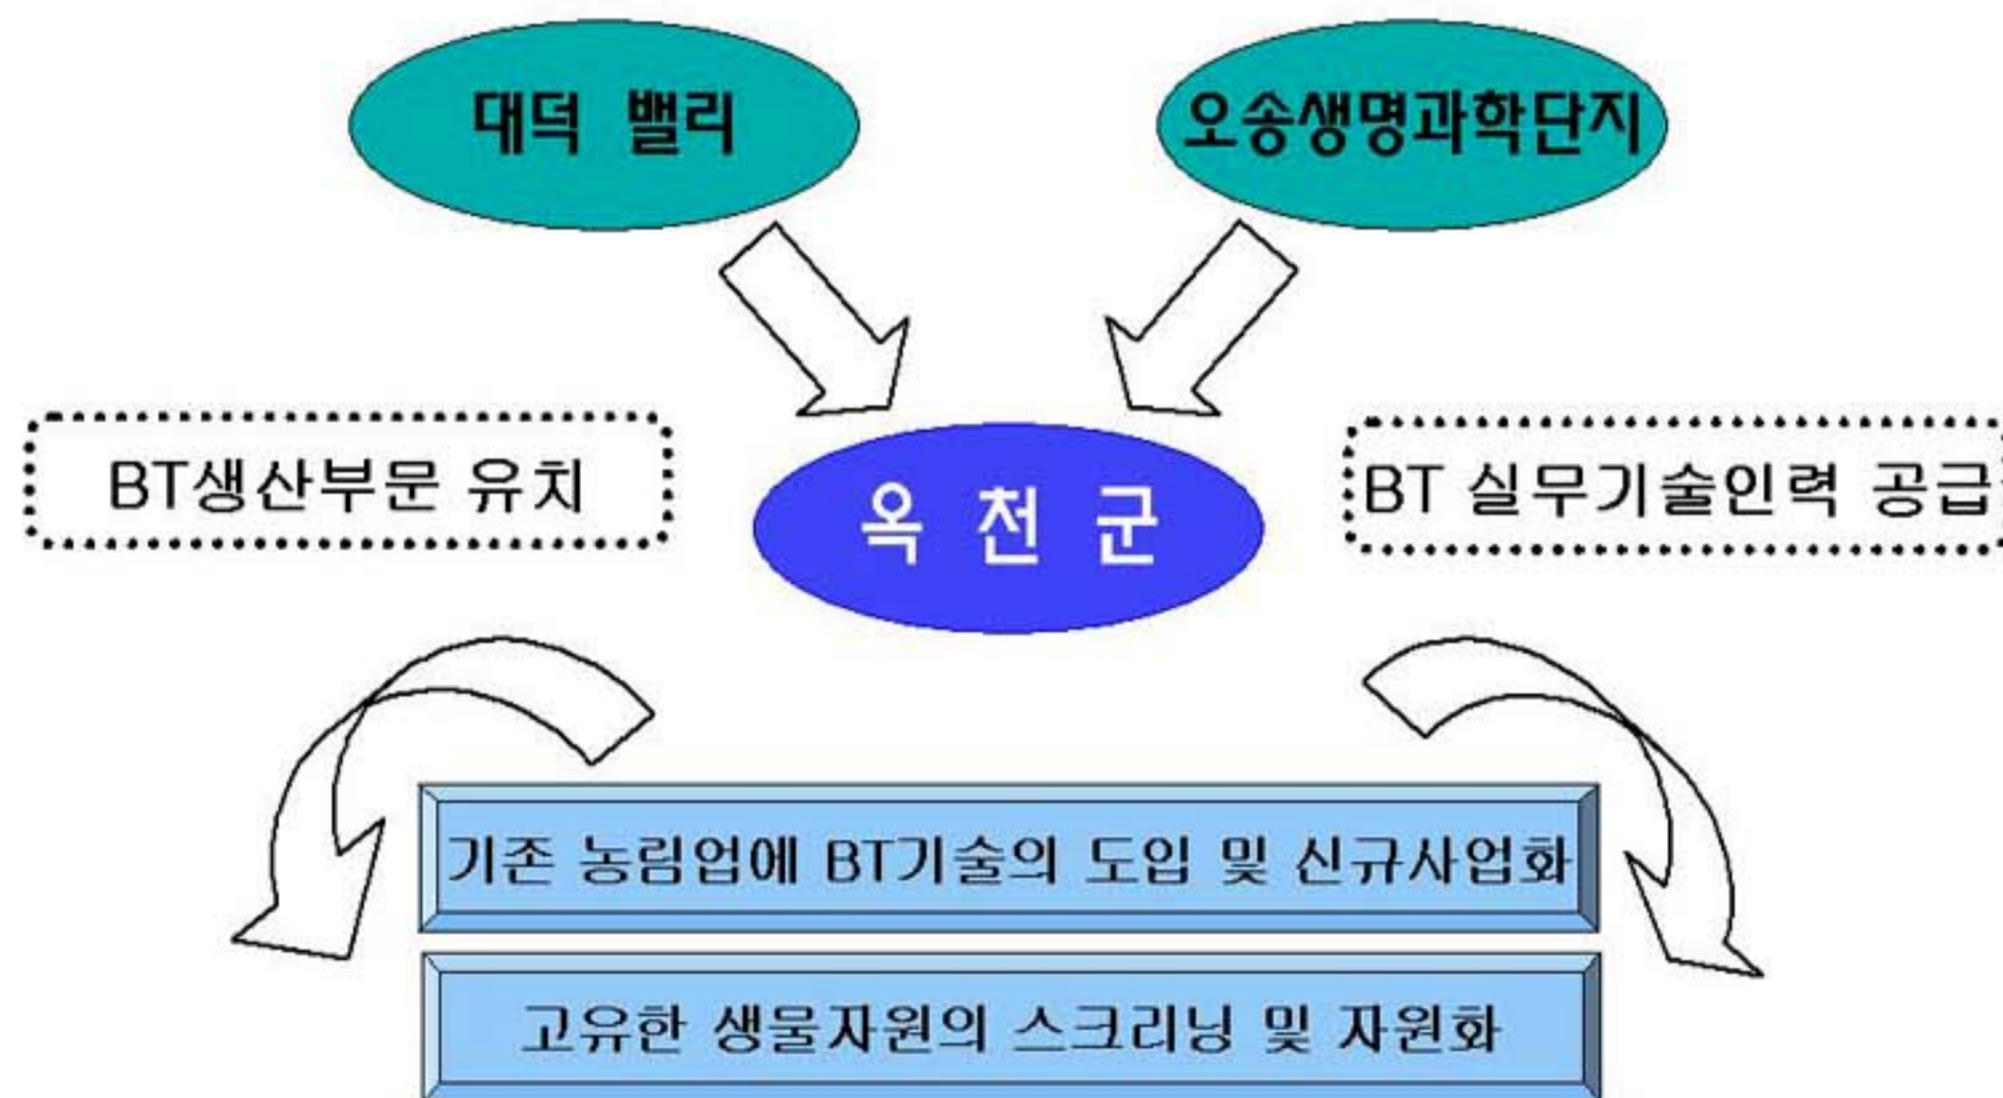 대덕 밸리
오송생명과학단지
BT생산부문 유치
옥 천 군
BT 실무기술인력 공급
기존 농림업에 BT기술의 도입 및 신규사업화
고유한 생물자원의 스크리닝 및 자원화